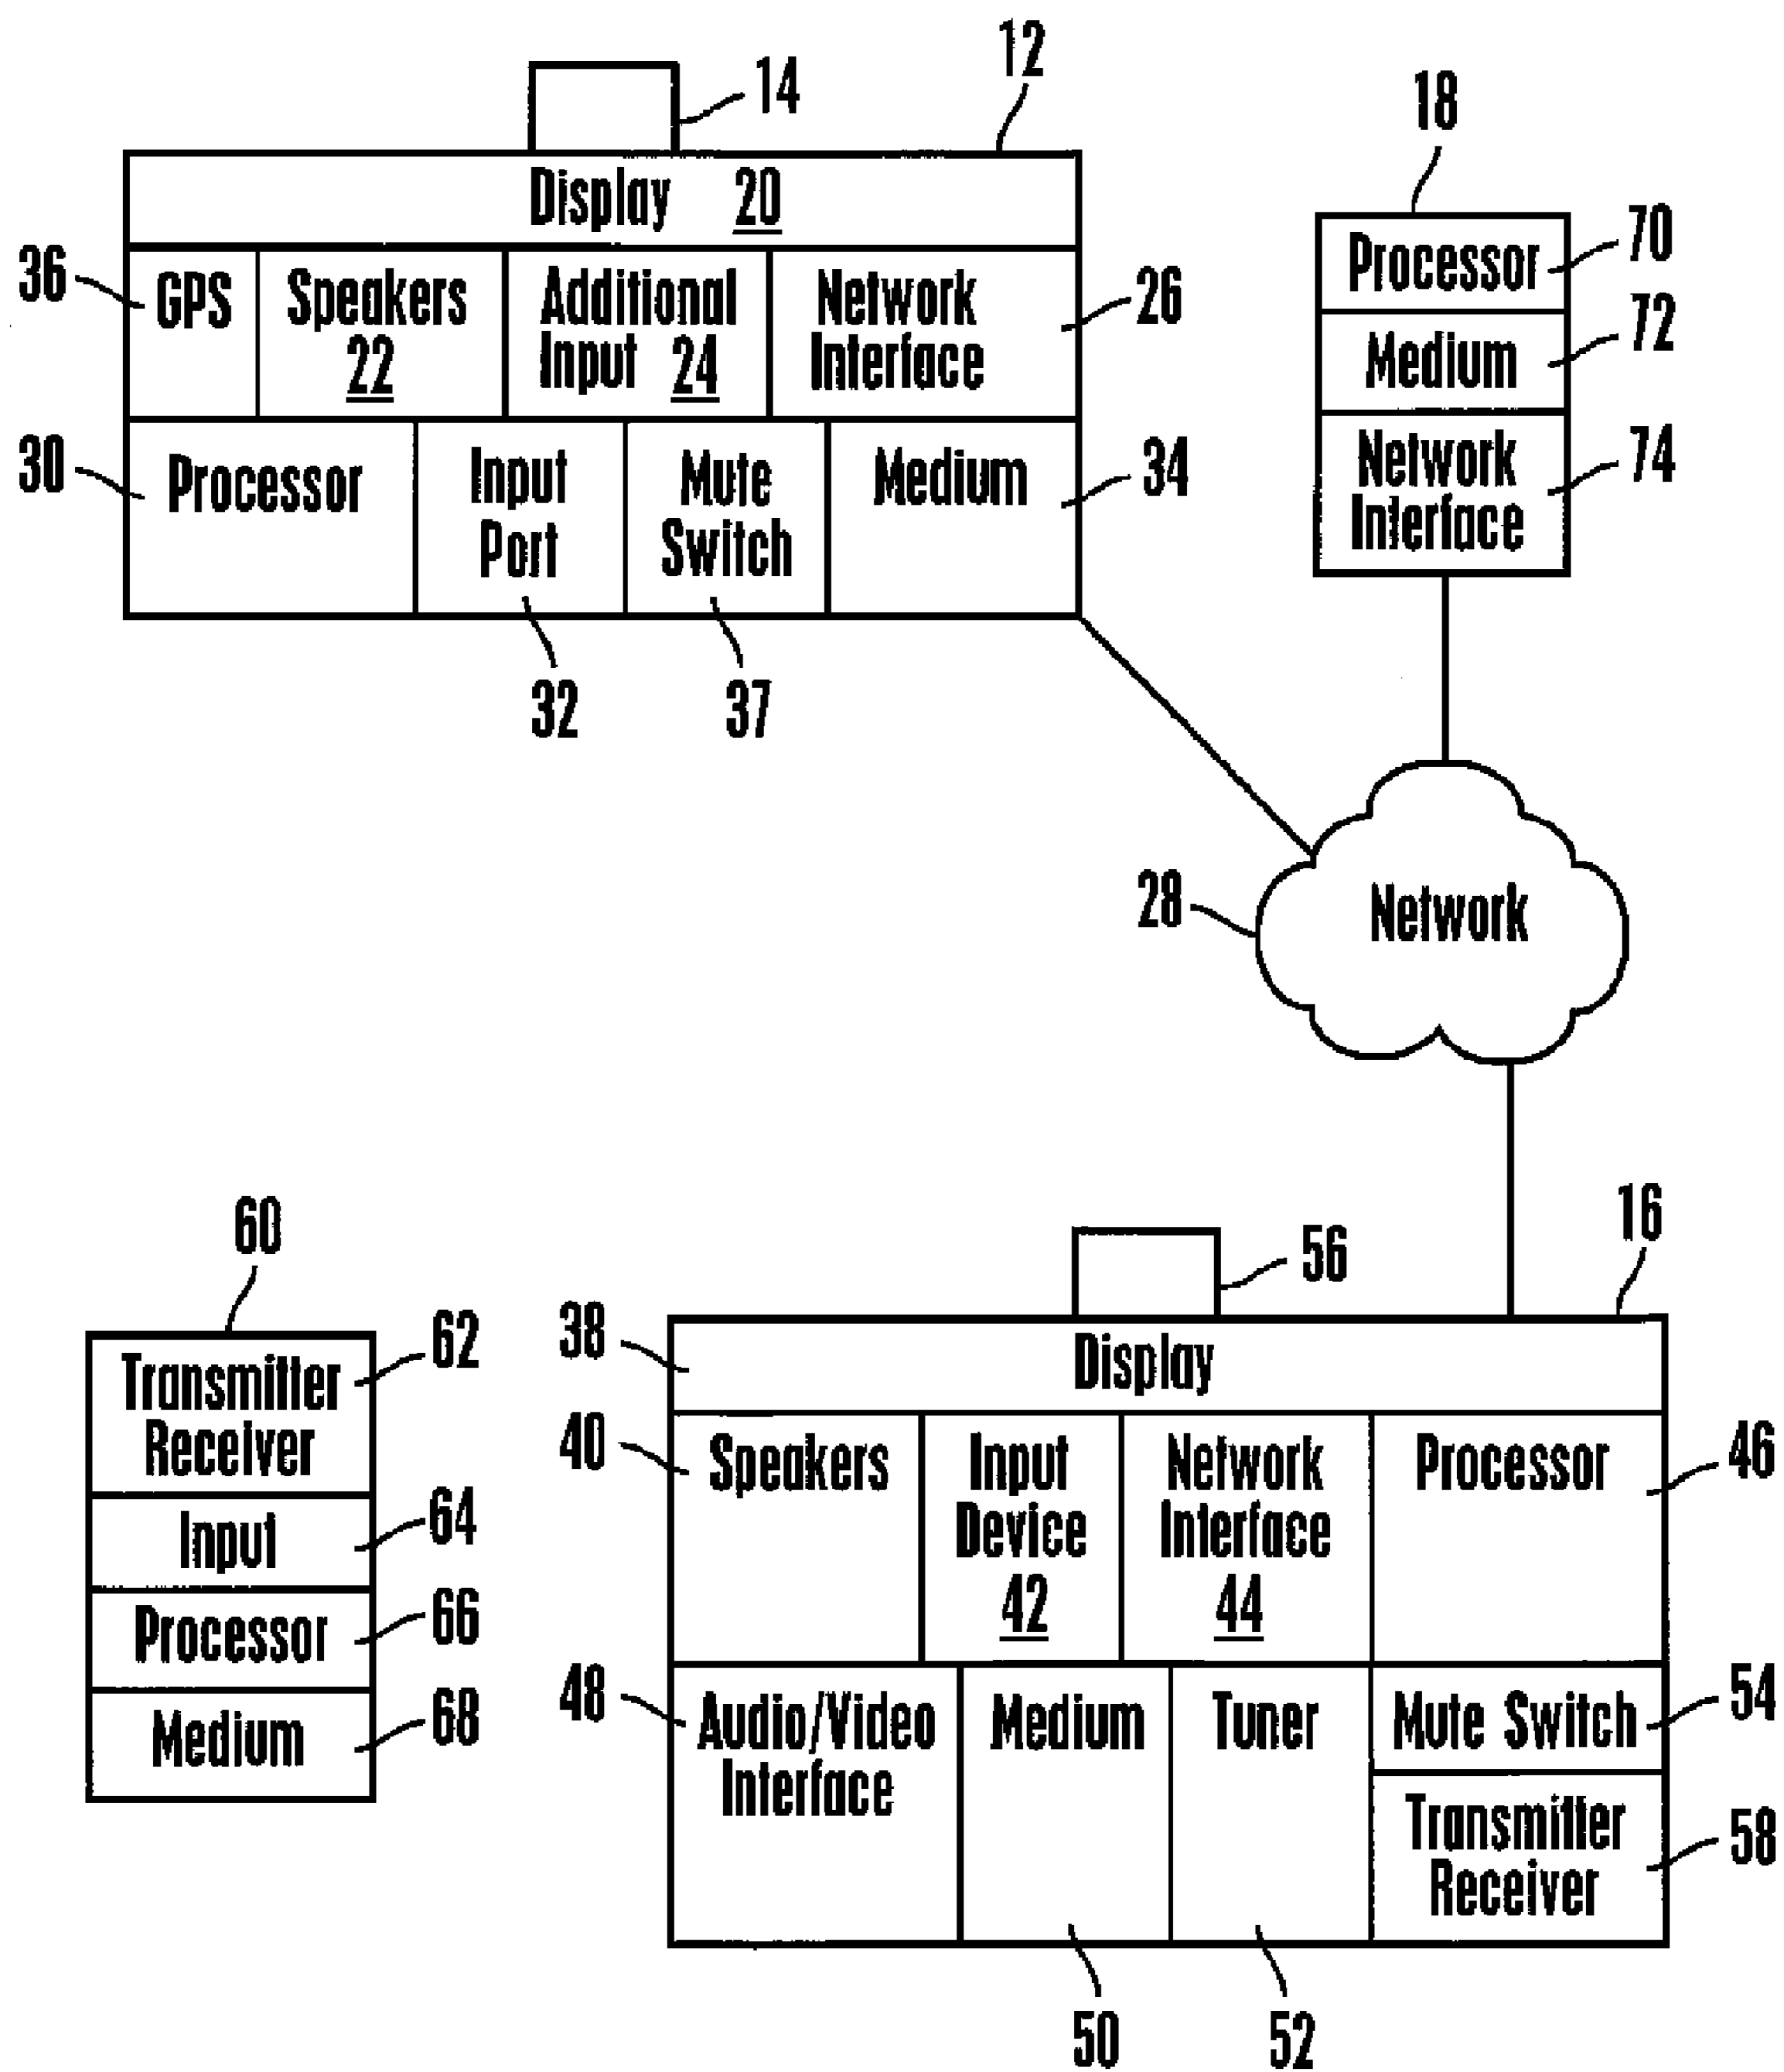 12
14
18
Display 20
36
GPS
Speakers
22
Additional
Input 24
Network
Interface
26
Processor
70
Medium
72
Network
Interface
74
30
Processor
Input
Port
Mute
Switch
Medium
34
32
37
28
Network
60
56
16
Transmitter
Receiver
62
Input
64
Processor
66
Medium
68
38
Display
40
Speakers
Input
Device
42
Network
Interface
44
Processor
46
48
Audio/Video
Interface
Medium
Tuner
Mute Switch
54
Transmitter
Receiver
58
50
52